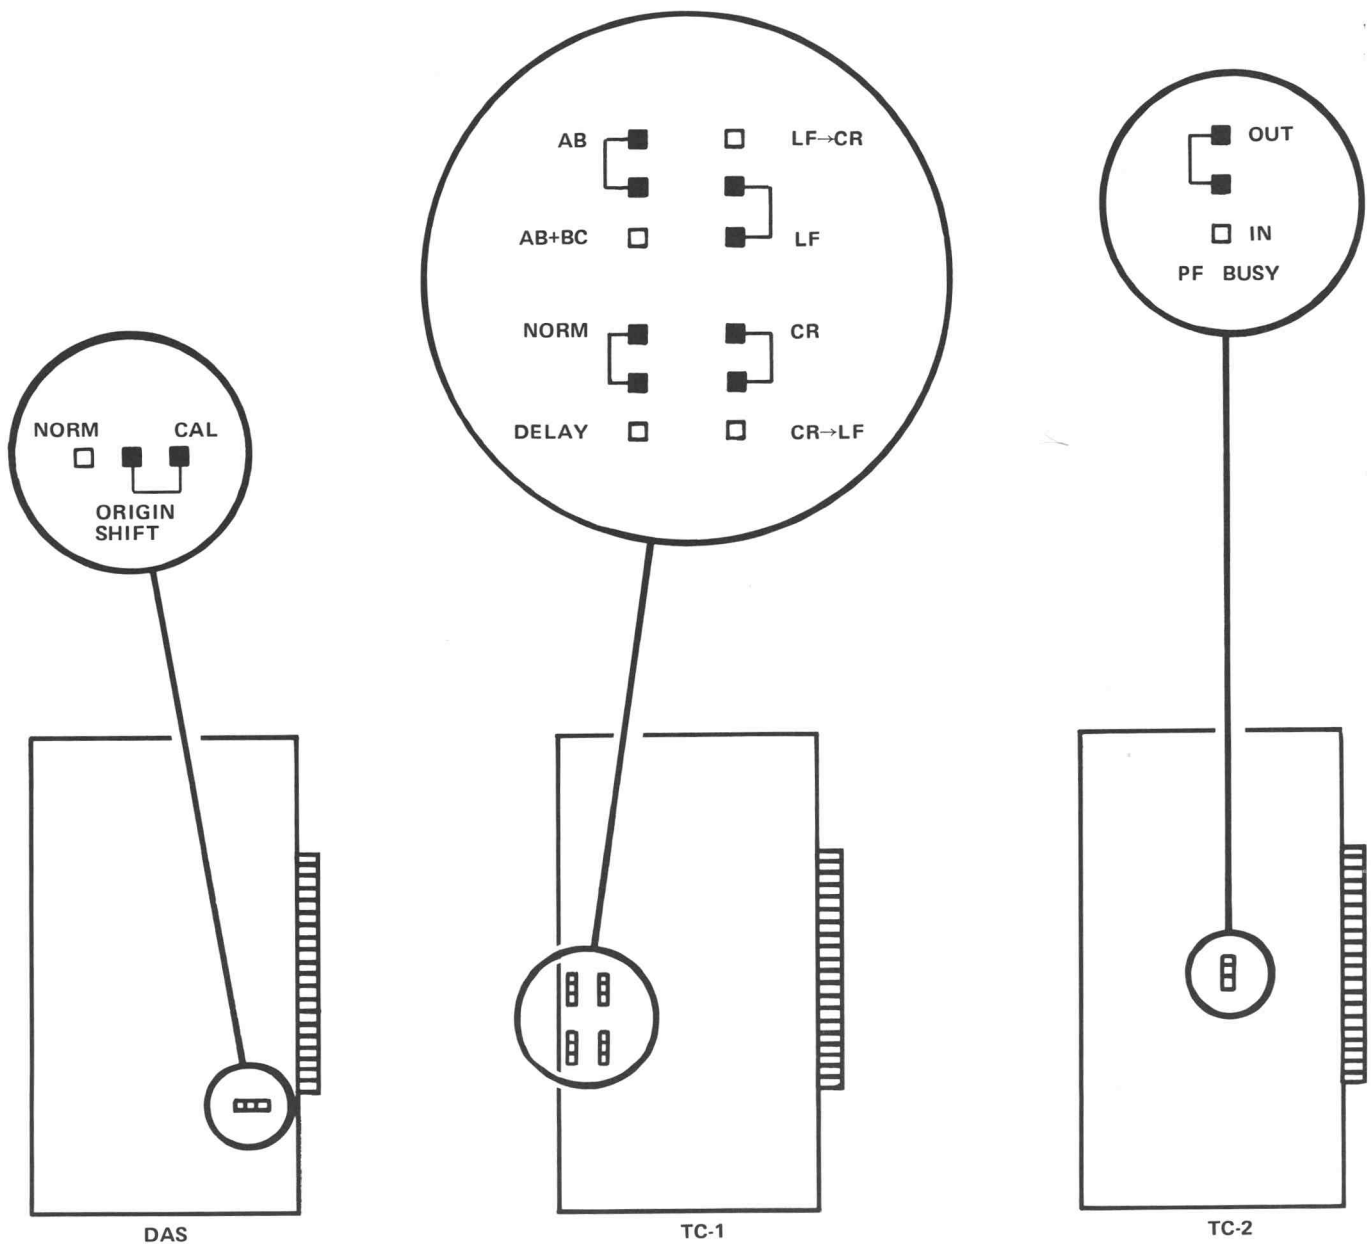 AB LF→CR
AB+BC LF
NORM CR
DELAY CR→LF
OUT
IN
PF BUSY
NORM CAL
ORIGIN
SHIFT
DAS
TC-1
TC-2